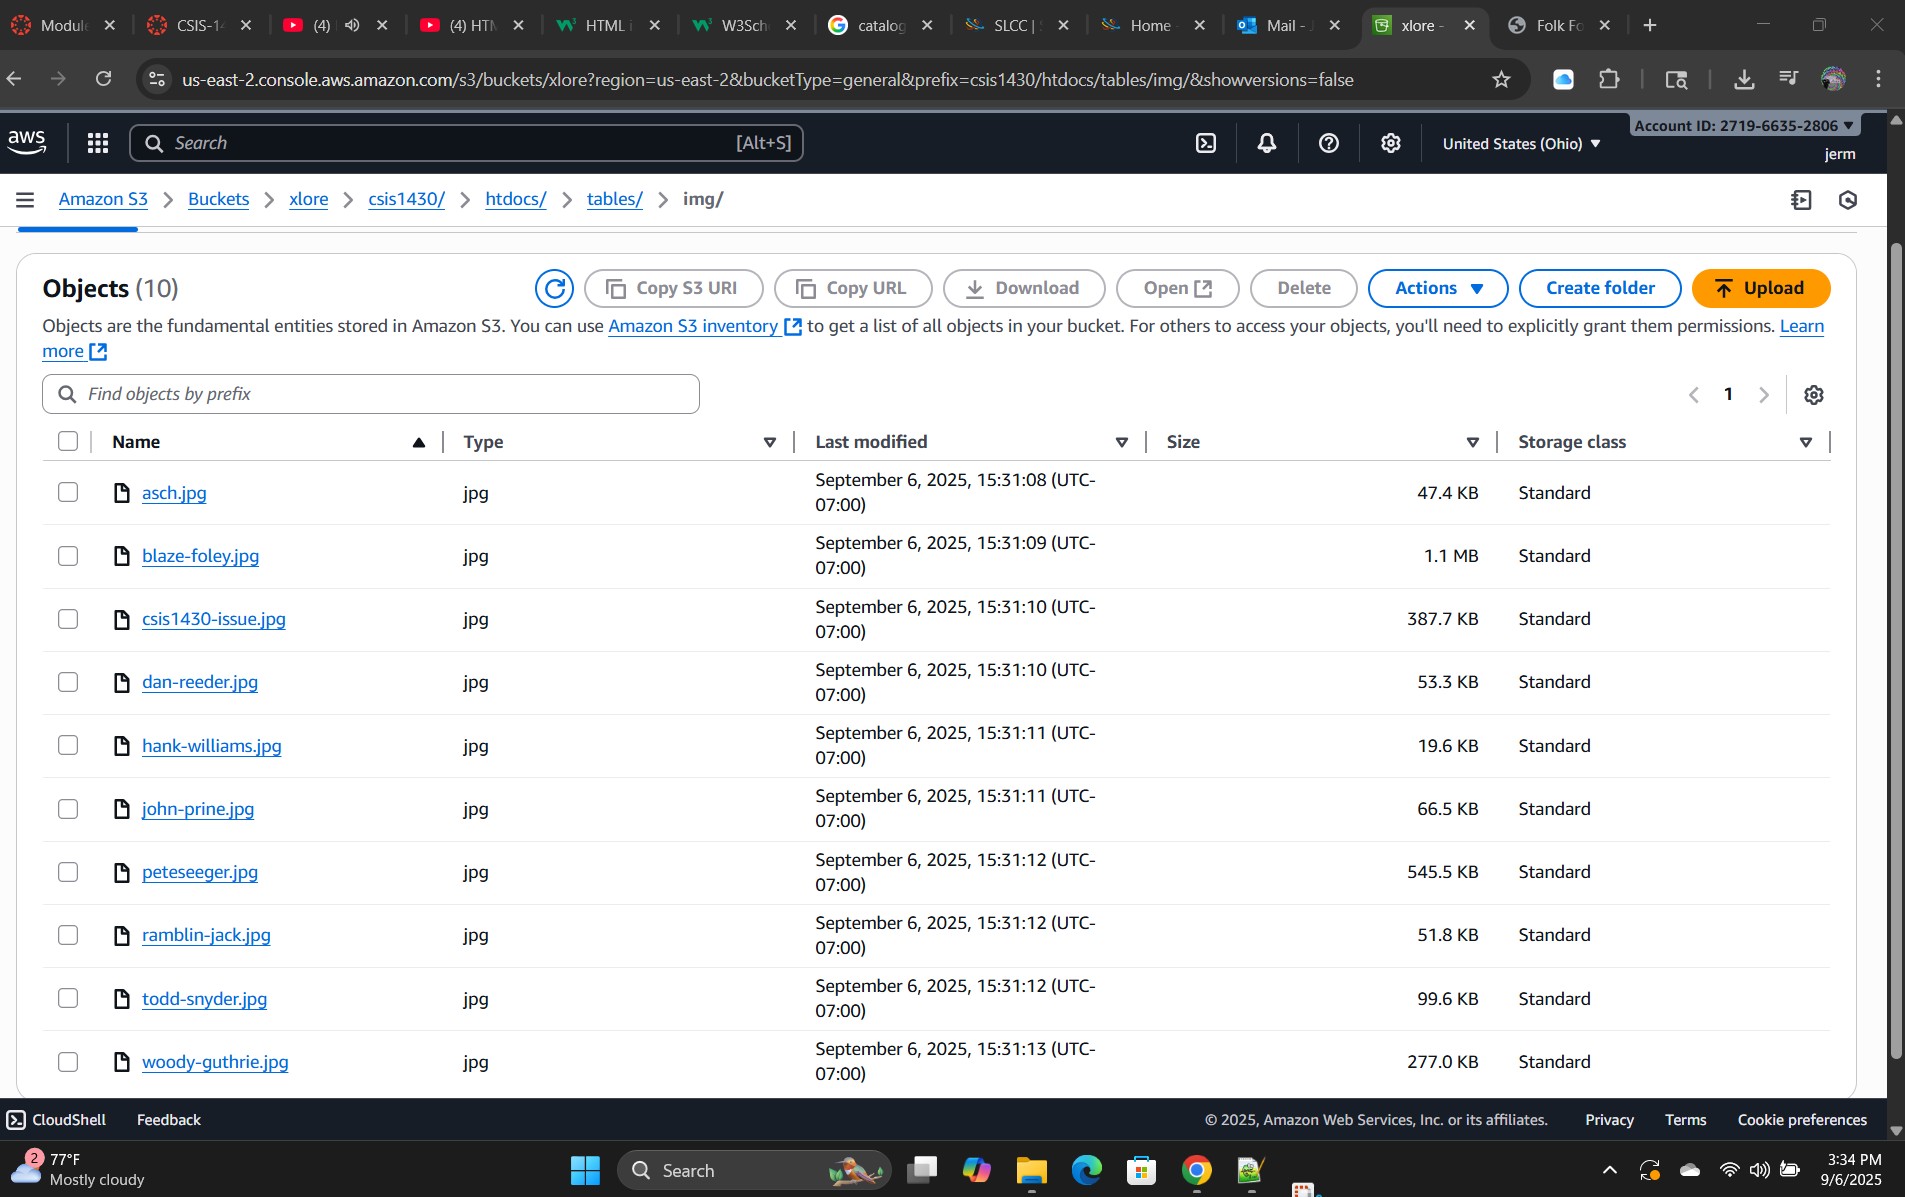 Module
CSIS-1
(4)
(4) HTM
HTML i
W3Sch
catalog
SLCC |
Home
Mail -
xlore -
Folk Fo
us-east-2.console.aws.amazon.com/s3/buckets/xlore?region=us-east-2&bucketType=general&prefix=csis1430/htdocs/tables/img/&showversions=false
aws
Search
[Alt+S]
United States (Ohio)
Account ID: 2719-6635-2806
jerm
Amazon S3
Buckets
xlore
csis1430/
htdocs/
tables/
img/
Objects (10)
Copy S3 URI
Copy URL
Download
Open
Delete
Actions
Create folder
Upload
Objects are the fundamental entities stored in Amazon S3. You can use Amazon S3 inventory to get a list of all objects in your bucket. For others to access your objects, you'll need to explicitly grant them permissions. Learn
more
Find objects by prefix
1
Name Type Last modified Size Storage class
asch.jpg jpg September 6, 2025, 15:31:08 (UTC- 47.4 KB Standard
07:00)
blaze-foley.jpg jpg September 6, 2025, 15:31:09 (UTC- 1.1 MB Standard
07:00)
csis1430-issue.jpg jpg September 6, 2025, 15:31:10 (UTC- 387.7 KB Standard
07:00)
dan-reeder.jpg jpg September 6, 2025, 15:31:10 (UTC- 53.3 KB Standard
07:00)
hank-williams.jpg jpg September 6, 2025, 15:31:11 (UTC- 19.6 KB Standard
07:00)
john-prine.jpg jpg September 6, 2025, 15:31:11 (UTC- 66.5 KB Standard
07:00)
peteseeger.jpg jpg September 6, 2025, 15:31:12 (UTC- 545.5 KB Standard
07:00)
ramblin-jack.jpg jpg September 6, 2025, 15:31:12 (UTC- 51.8 KB Standard
07:00)
todd-snyder.jpg jpg September 6, 2025, 15:31:12 (UTC- 99.6 KB Standard
07:00)
woody-guthrie.jpg jpg September 6, 2025, 15:31:13 (UTC- 277.0 KB Standard
07:00)
CloudShell
Feedback
© 2025, Amazon Web Services, Inc. or its affiliates.
Privacy
Terms
Cookie preferences
2
77°F
Mostly cloudy
Search
3:34 PM
9/6/2025